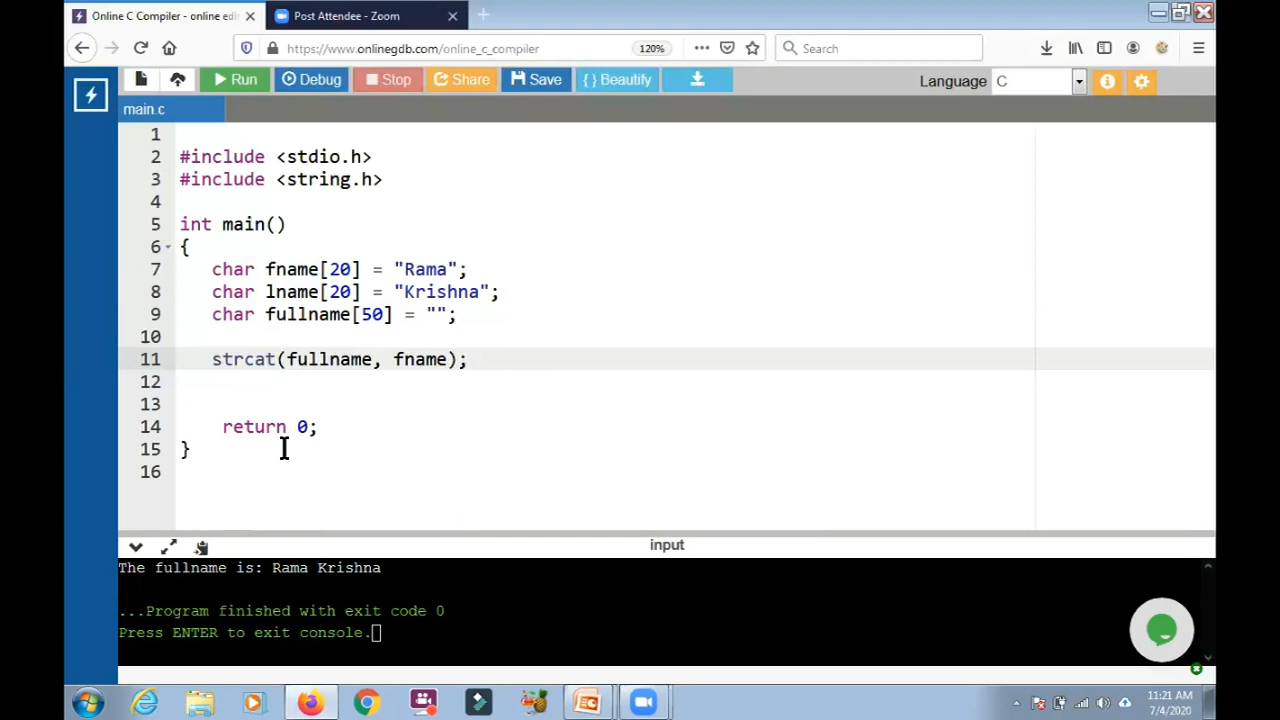 Online C Compiler - online edi
Post Attendee - Zoom
https://www.onlinegdb.com/online_c_compiler
120%
Search
Run
Debug
Stop
Share
Save
{ } Beautify
Language
C
main.c
1
2 #include <stdio.h>
3 #include <string.h>
4
5 int main()
6 {
7 char fname[20] = "Rama";
8 char lname[20] = "Krishna";
9 char fullname[50] = "";
10
11 strcat(fullname, fname);
12
13
14 return 0;
15 }
16
input
The fullname is: Rama Krishna
...Program finished with exit code 0
Press ENTER to exit console.
11:21 AM
7/4/2020